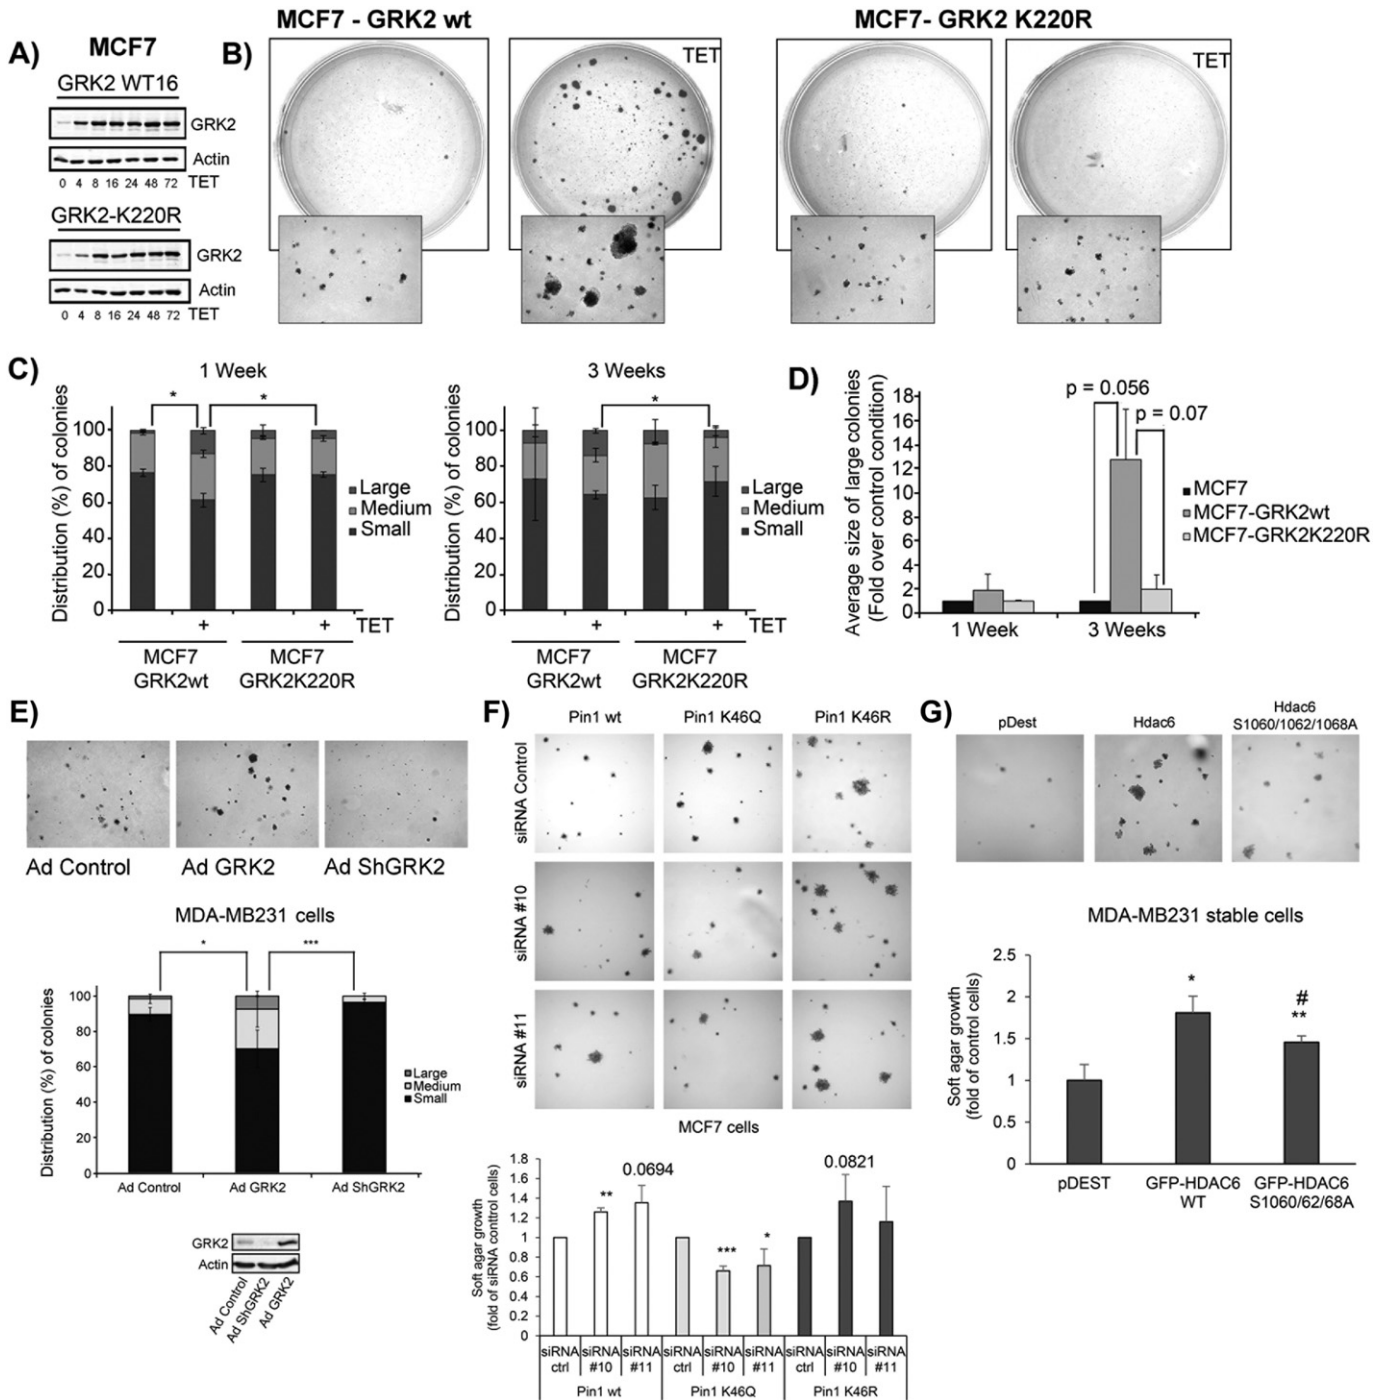 MCF7 - GRK2 wt
MCF7- GRK2 K220R
A)
MCF7
GRK2 WT16
GRK2
Actin
0 4 8 16 24 48 72 TET
GRK2-K220R
GRK2
Actin
0 4 8 16 24 48 72 TET
B)
TET
TET
C)
1 Week
Distribution (%) of colonies
100
80
60
40
20
0
*
*
Large
Medium
Small
+ + TET
MCF7
GRK2wt
MCF7
GRK2K220R
3 Weeks
Distribution (%) of colonies
100
80
60
40
20
0
*
Large
Medium
Small
+ + TET
MCF7
GRK2wt
MCF7
GRK2K220R
D)
Average size of large colonies
(Fold over control condition)
18
16
14
12
10
8
6
4
2
0
p = 0.056
p = 0.07
MCF7
MCF7-GRK2wt
MCF7-GRK2K220R
1 Week
3 Weeks
E)
Ad Control
Ad GRK2
Ad ShGRK2
MDA-MB231 cells
Distribution (%) of colonies
100
80
60
40
20
0
*
***
Large
Medium
Small
Ad Control
Ad GRK2
Ad ShGRK2
GRK2
Actin
Ad Control
Ad ShGRK2
Ad GRK2
F)
Pin1 wt
Pin1 K46Q
Pin1 K46R
siRNA Control
siRNA #10
siRNA #11
MCF7 cells
Soft agar growth
(fold of siRNA control cells)
1.8
1.6
1.4
1.2
1
0.8
0.6
0.4
0.2
0
**
0.0694
***
*
0.0821
siRNA ctrl
siRNA #10
siRNA #11
siRNA ctrl
siRNA #10
siRNA #11
siRNA ctrl
siRNA #10
siRNA #11
Pin1 wt
Pin1 K46Q
Pin1 K46R
G)
pDest
Hdac6
Hdac6
S1060/1062/1068A
MDA-MB231 stable cells
Soft agar growth
(fold of control cells)
2.5
2
1.5
1
0.5
0
*
#
**
pDEST
GFP-HDAC6
WT
GFP-HDAC6
S1060/62/68A